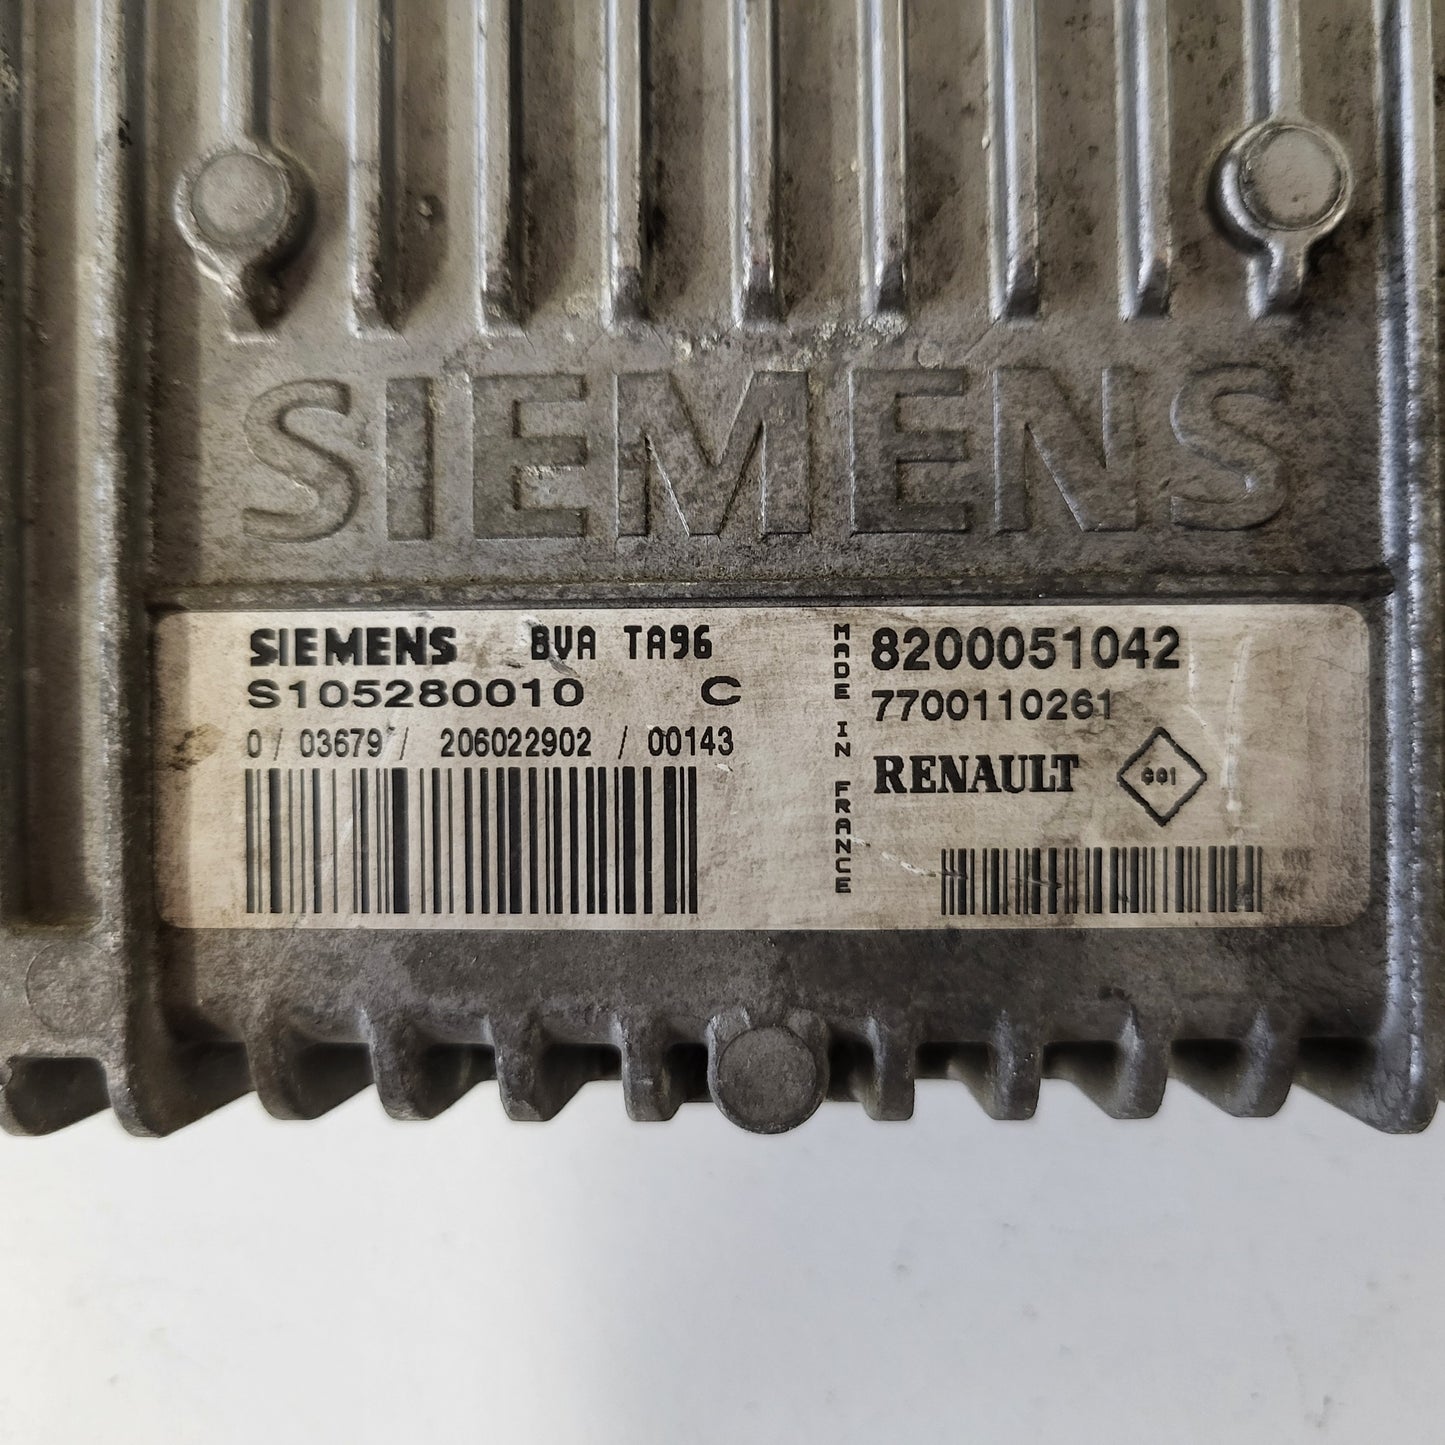 SIEMENS
SIEMENS BVA TA96
S105280010 C
0 / 03679 / 206022902 / 00143
MADE IN FRANCE
8200051042
7700110261
RENAULT